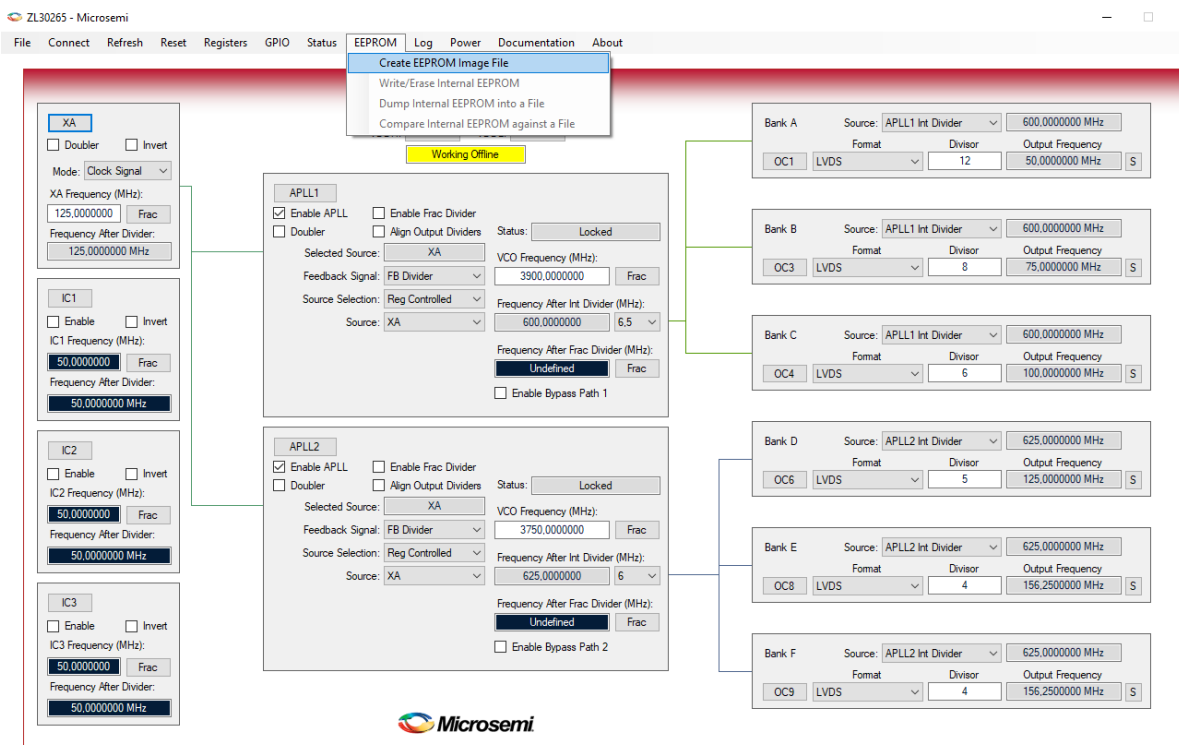 ZL30265 - Microsemi
File Connect Refresh Reset Registers GPIO Status EEPROM Log Power Documentation About
Create EEPROM Image File
Write/Erase Internal EEPROM
Dump Internal EEPROM into a File
Compare Internal EEPROM against a File
Working Offline
XA
Doubler Invert
Mode: Clock Signal
XA Frequency (MHz):
125,0000000 Frac
Frequency After Divider:
125,0000000 MHz
IC1
Enable Invert
IC1 Frequency (MHz):
50,0000000 Frac
Frequency After Divider:
50,0000000 MHz
IC2
Enable Invert
IC2 Frequency (MHz):
50,0000000 Frac
Frequency After Divider:
50,0000000 MHz
IC3
Enable Invert
IC3 Frequency (MHz):
50,0000000 Frac
Frequency After Divider:
50,0000000 MHz
APLL1
Enable APLL Enable Frac Divider
Doubler Align Output Dividers Status: Locked
Selected Source: XA VCO Frequency (MHz):
Feedback Signal: FB Divider 3900,0000000 Frac
Source Selection: Reg Controlled Frequency After Int Divider (MHz):
Source: XA 600,0000000 6,5
Frequency After Frac Divider (MHz):
Undefined Frac
Enable Bypass Path 1
APLL2
Enable APLL Enable Frac Divider
Doubler Align Output Dividers Status: Locked
Selected Source: XA VCO Frequency (MHz):
Feedback Signal: FB Divider 3750,0000000 Frac
Source Selection: Reg Controlled Frequency After Int Divider (MHz):
Source: XA 625,0000000 6
Frequency After Frac Divider (MHz):
Undefined Frac
Enable Bypass Path 2
Microsemi.
Bank A Source: APLL1 Int Divider 600,0000000 MHz
Format Divisor Output Frequency
OC1 LVDS 12 50,0000000 MHz S
Bank B Source: APLL1 Int Divider 600,0000000 MHz
Format Divisor Output Frequency
OC3 LVDS 8 75,0000000 MHz S
Bank C Source: APLL1 Int Divider 600,0000000 MHz
Format Divisor Output Frequency
OC4 LVDS 6 100,0000000 MHz S
Bank D Source: APLL2 Int Divider 625,0000000 MHz
Format Divisor Output Frequency
OC6 LVDS 5 125,0000000 MHz S
Bank E Source: APLL2 Int Divider 625,0000000 MHz
Format Divisor Output Frequency
OC8 LVDS 4 156,2500000 MHz S
Bank F Source: APLL2 Int Divider 625,0000000 MHz
Format Divisor Output Frequency
OC9 LVDS 4 156,2500000 MHz S